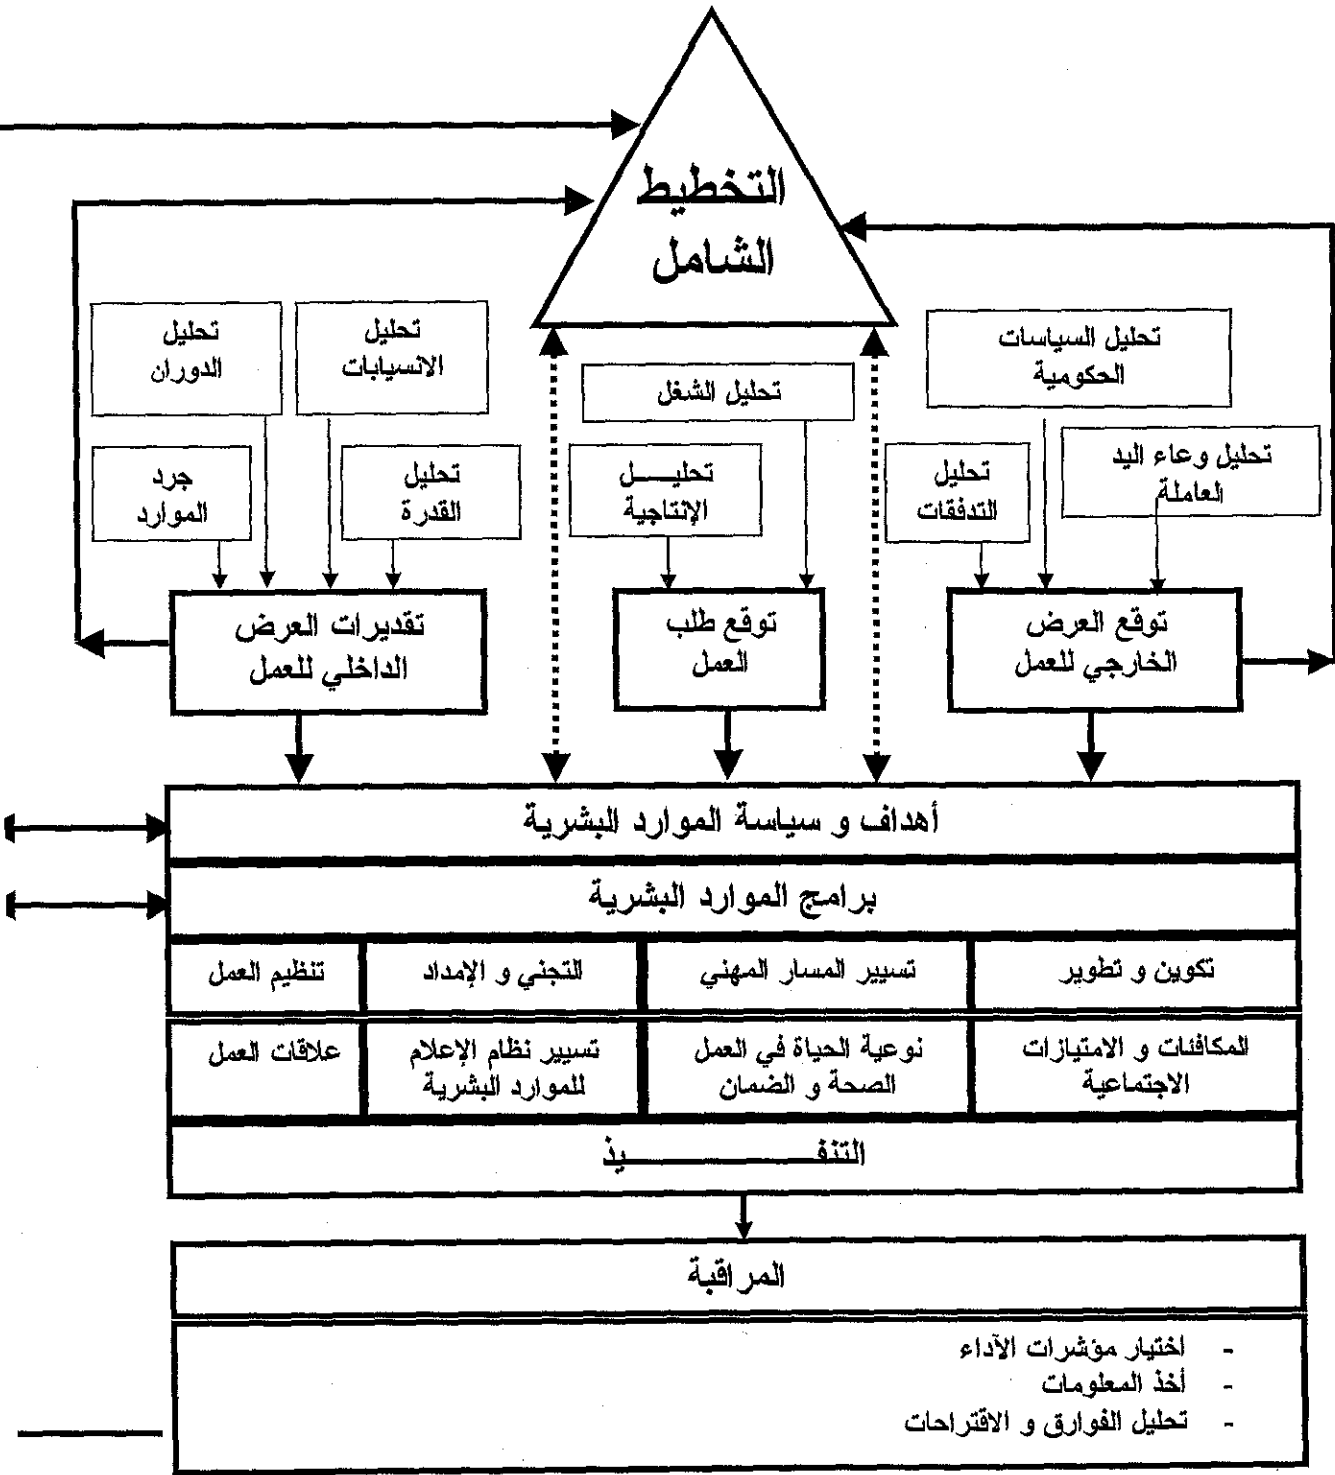 التخطيط
الشامل
تحليل السياسات
الحكومية
تحليل الشغل
تحليل
الانسيابات
تحليل
الدوران
تحليل وعاء اليد
العاملة
تحليل
التدفقات
تحليـــل
الإنتاجية
تحليل
القدرة
جرد
الموارد
توقع العرض
الخارجي للعمل
توقع طلب
العمل
تقديرات العرض
الداخلي للعمل
أهداف و سياسة الموارد البشرية
برامج الموارد البشرية
تكوين و تطوير
تسيير المسار المهني
التجني و الإمداد
تنظيم العمل
المكافئات و الامتيازات
الاجتماعية
نوعية الحياة في العمل
الصحة و الضمان
تسيير نظام الإعلام
للموارد البشرية
علاقات العمل
التنفـــــــــــــيذ
المراقبة
- اختيار مؤشرات الآداء
- أخذ المعلومات
- تحليل الفوارق و الاقتراحات